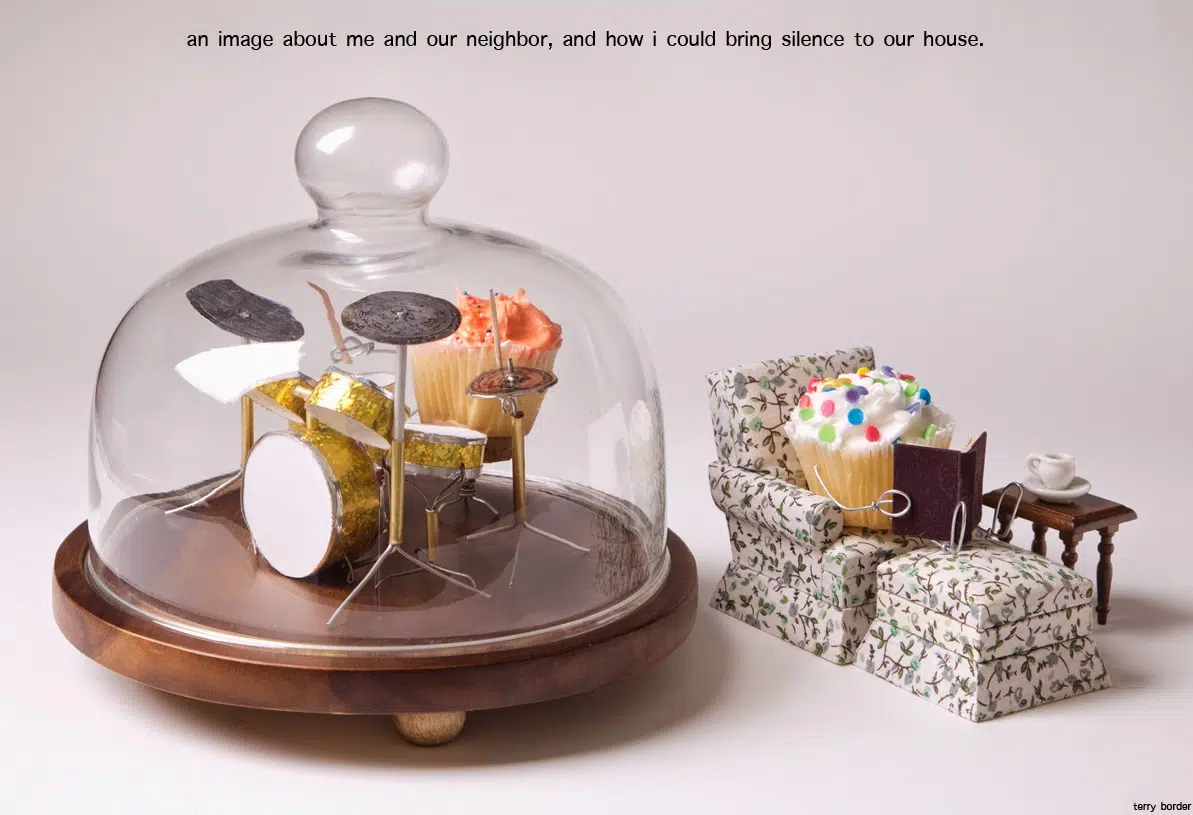 an image about me and our neighbor, and how i could bring silence to our house.
terry border